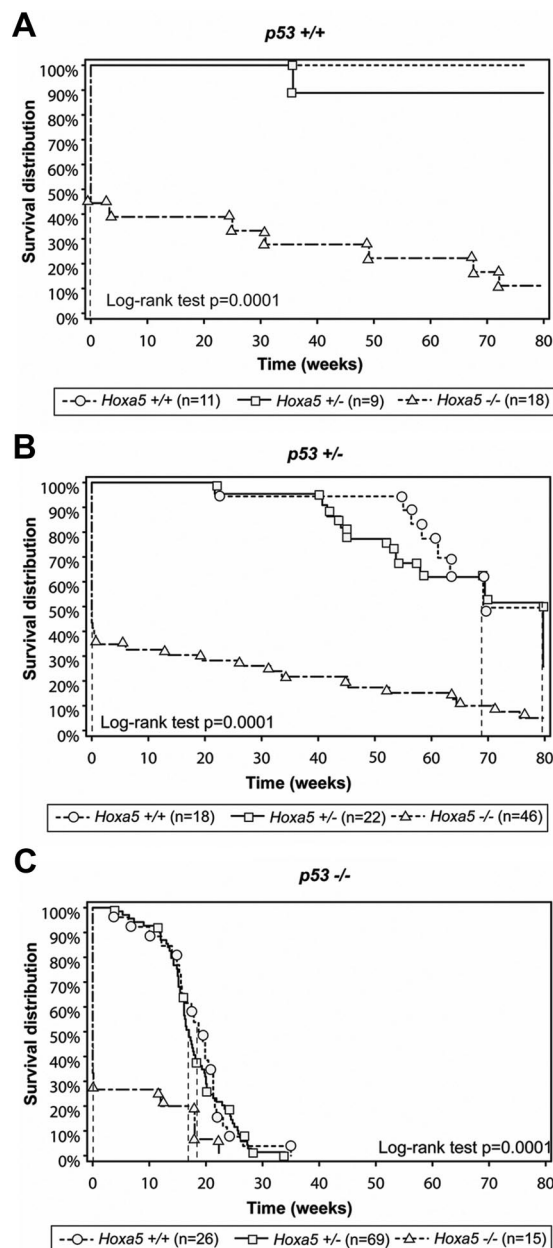 A
p53 +/+
100%
90%
80%
70%
60%
50%
40%
30%
20%
10%
0%
Survival distribution
Log-rank test p=0.0001
0 10 20 30 40 50 60 70 80
Time (weeks)
Hoxa5 +/+ (n=11) Hoxa5 +/- (n=9) Hoxa5 -/- (n=18)
B
p53 +/-
100%
90%
80%
70%
60%
50%
40%
30%
20%
10%
0%
Survival distribution
Log-rank test p=0.0001
0 10 20 30 40 50 60 70 80
Time (weeks)
Hoxa5 +/+ (n=18) Hoxa5 +/- (n=22) Hoxa5 -/- (n=46)
C
p53 -/-
100%
90%
80%
70%
60%
50%
40%
30%
20%
10%
0%
Survival distribution
Log-rank test p=0.0001
0 10 20 30 40 50 60 70 80
Time (weeks)
Hoxa5 +/+ (n=26) Hoxa5 +/- (n=69) Hoxa5 -/- (n=15)